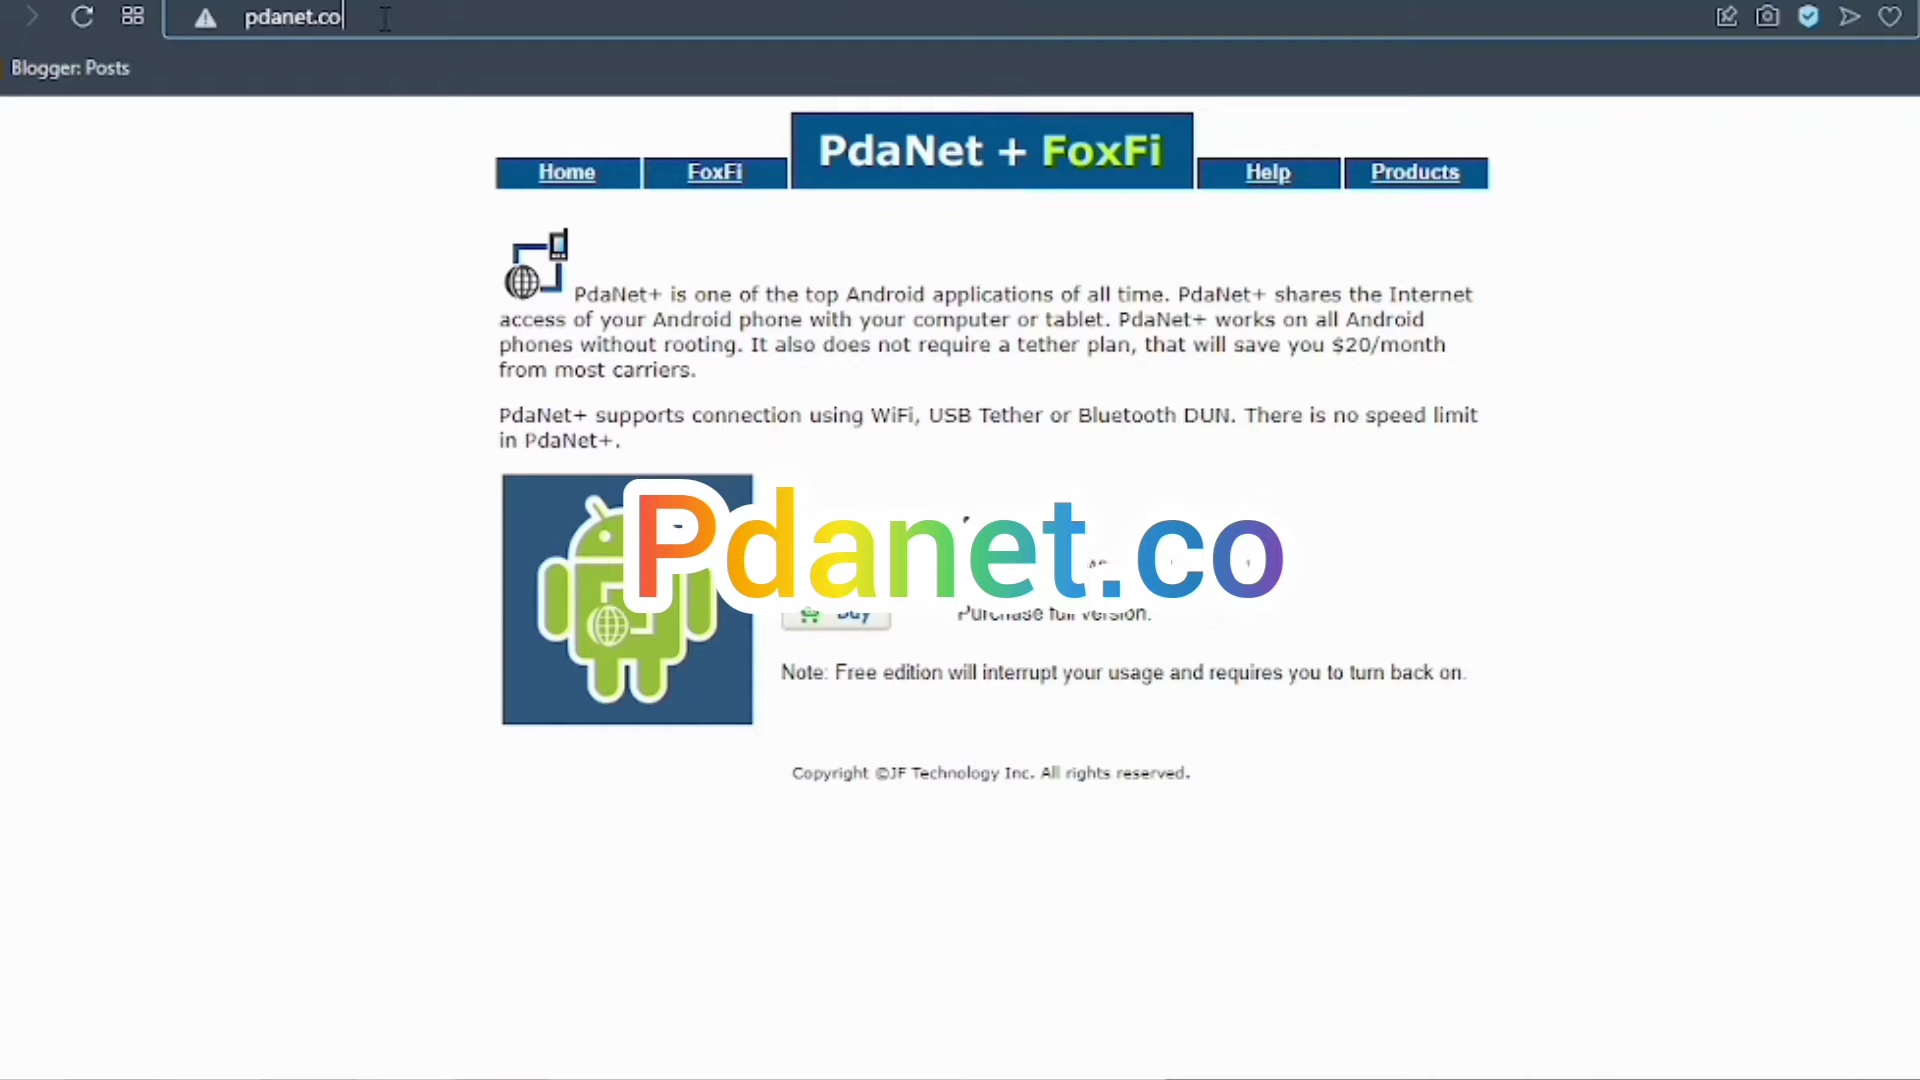 pdanet.co
Blogger: Posts
PdaNet + FoxFi
Home
FoxFi
Help
Products
PdaNet+ is one of the top Android applications of all time. PdaNet+ shares the Internet
access of your Android phone with your computer or tablet. PdaNet+ works on all Android
phones without rooting. It also does not require a tether plan, that will save you $20/month
from most carriers.
PdaNet+ supports connection using WiFi, USB Tether or Bluetooth DUN. There is no speed limit
in PdaNet+.
Pdanet.co
Buy
Purchase full version.
Note: Free edition will interrupt your usage and requires you to turn back on.
Copyright ©JF Technology Inc. All rights reserved.